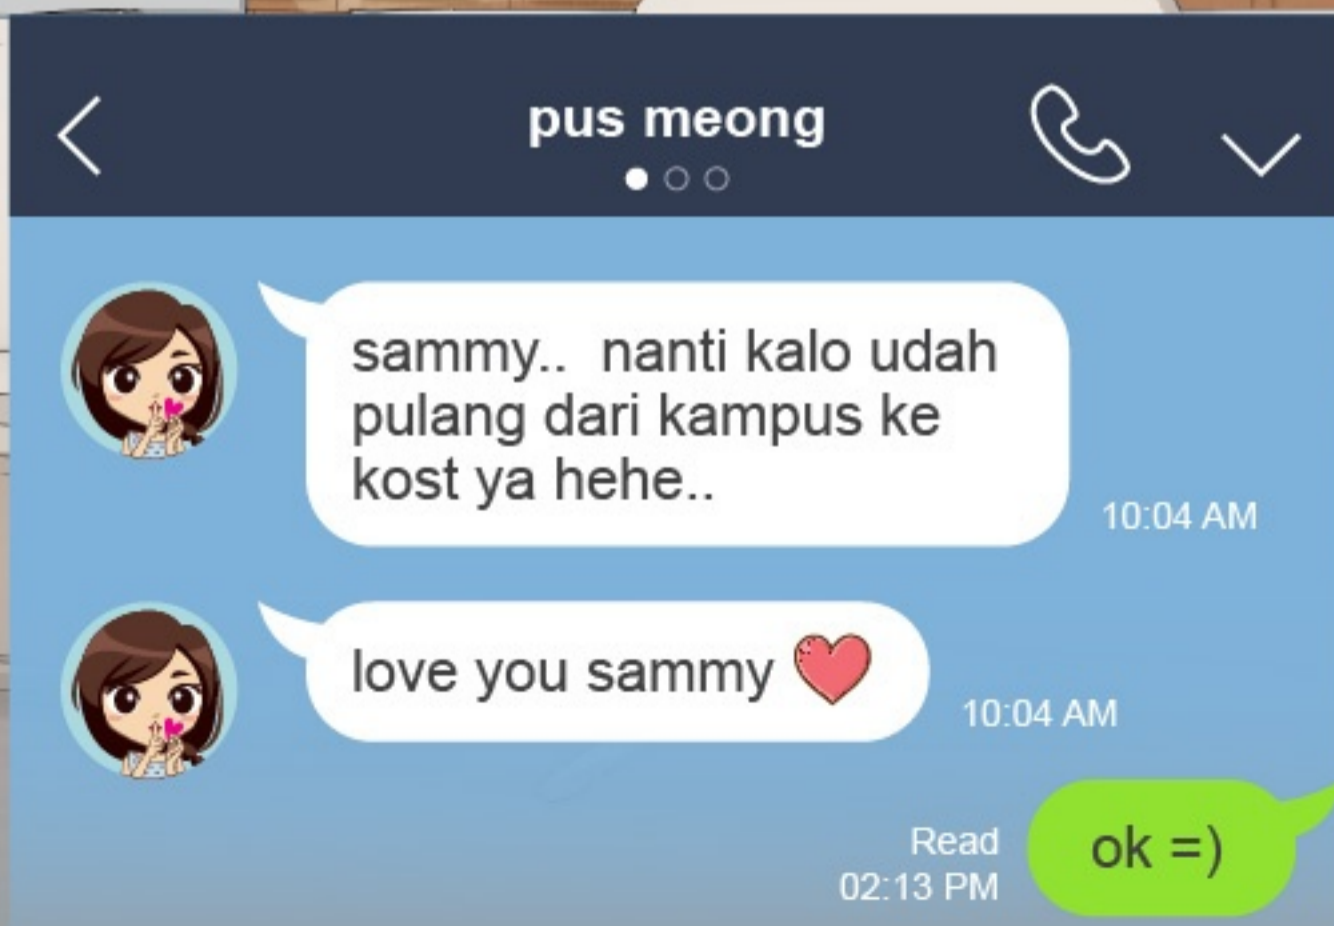 pus meong
sammy..  nanti kalo udah
pulang dari kampus ke
kost ya hehe..
10:04 AM
love you sammy
10:04 AM
ok =)
Read
02:13 PM